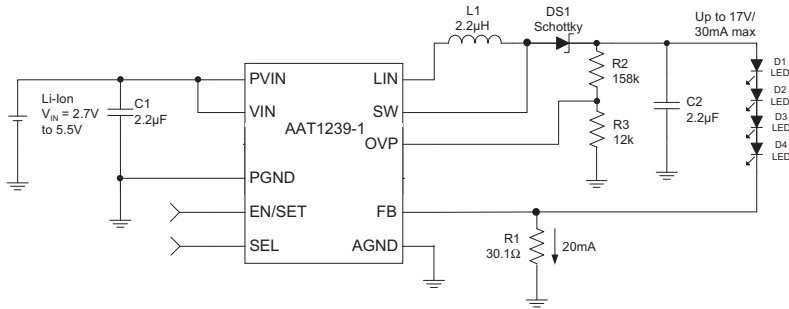 L1
2.2µH
DS1
Schottky
Up to 17V/
30mA max
Li-Ion
VIN = 2.7V
to 5.5V
C1
2.2µF
PVIN
VIN
PGND
EN/SET
SEL
AAT1239-1
LIN
SW
OVP
FB
AGND
R2
158k
R3
12k
C2
2.2µF
D1
LED
D2
LED
D3
LED
D4
LED
R1
30.1Ω
20mA